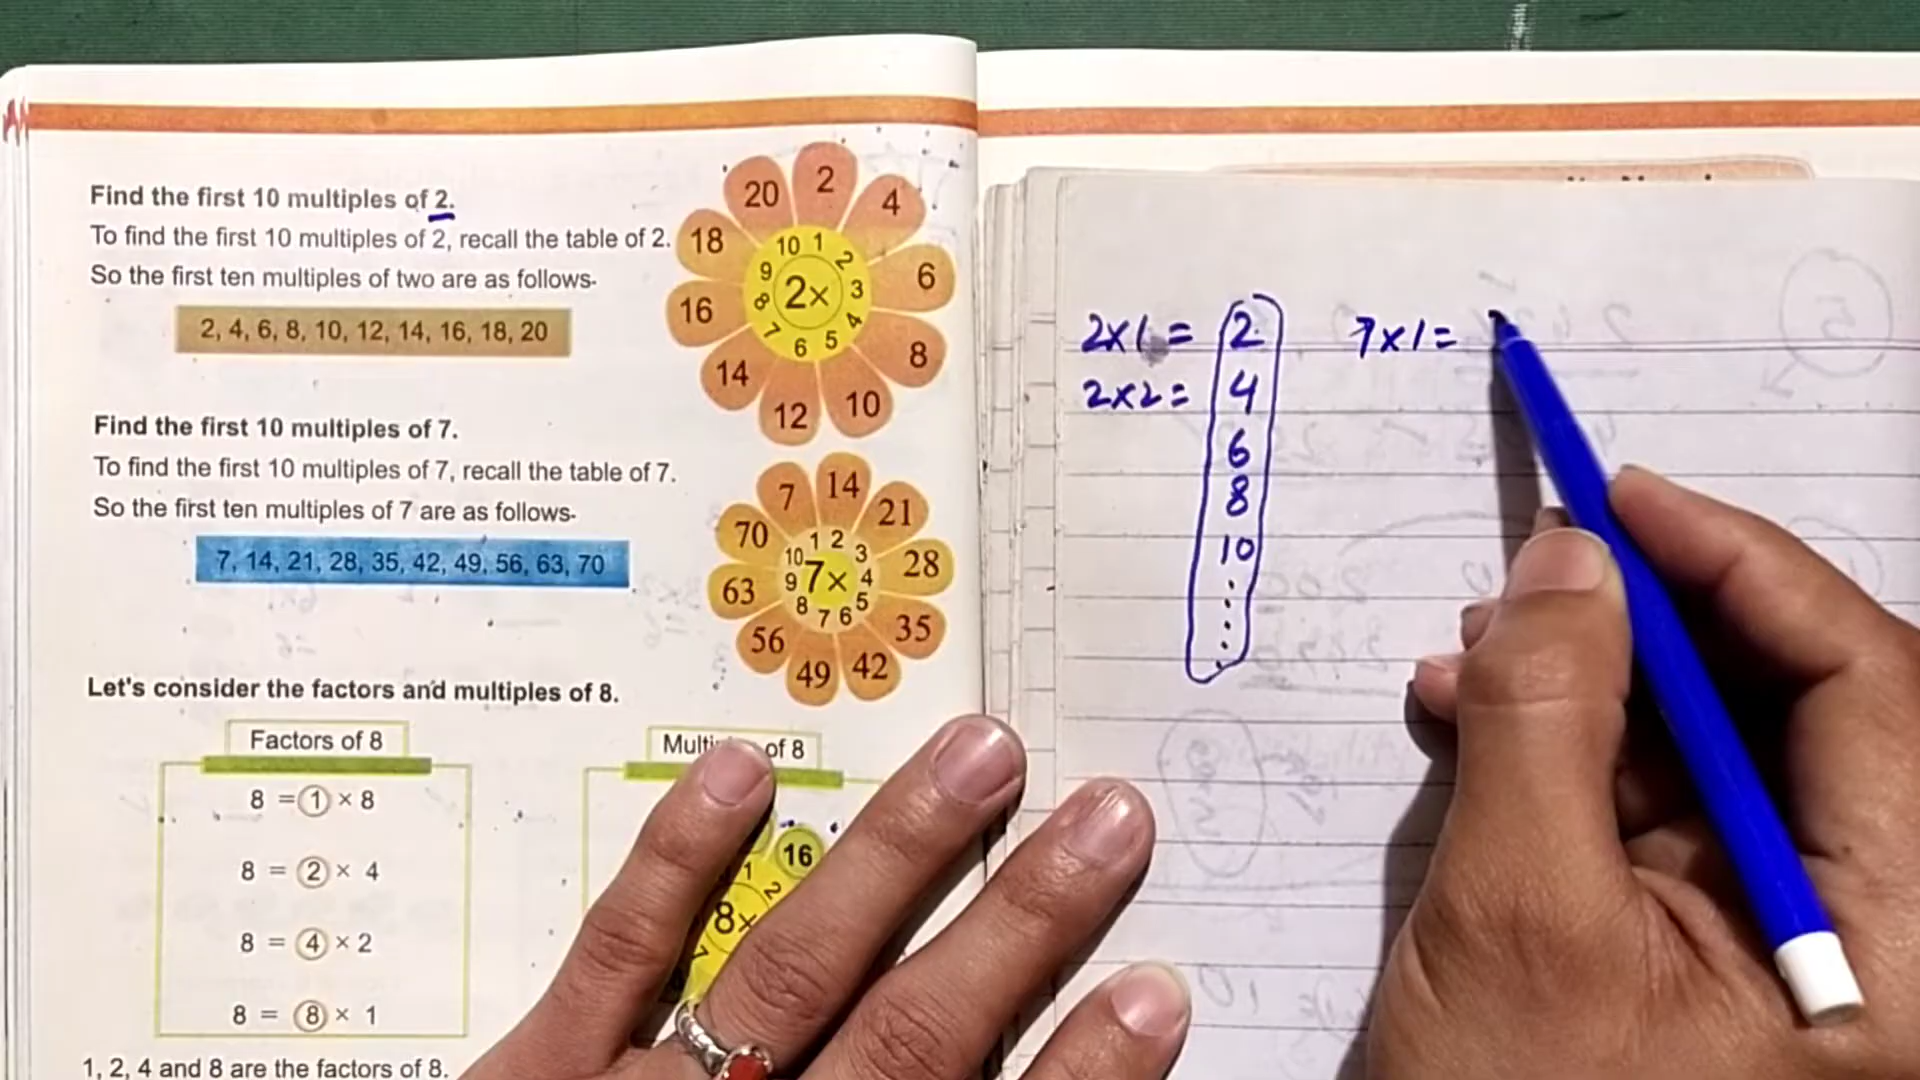 Find the first 10 multiples of 2.
To find the first 10 multiples of 2, recall the table of 2.
So the first ten multiples of two are as follows-
2, 4, 6, 8, 10, 12, 14, 16, 18, 20
20 2 4
18 10 1 2 6
9 2× 3
16 8 4
7 6 5 8
14 12 10
Find the first 10 multiples of 7.
To find the first 10 multiples of 7, recall the table of 7.
So the first ten multiples of 7 are as follows-
7, 14, 21, 28, 35, 42, 49, 56, 63, 70
7 14 21
70 1 2 3 28
10 7× 4
63 9 5
8 7 6 35
56 49 42
Let's consider the factors and multiples of 8.
Factors of 8
8 = 1 × 8
8 = 2 × 4
8 = 4 × 2
8 = 8 × 1
1, 2, 4 and 8 are the factors of 8.
of 8
16
1 2
8×
7
2×1 = 2
2×2 = 4
6
8
10
7×1 =